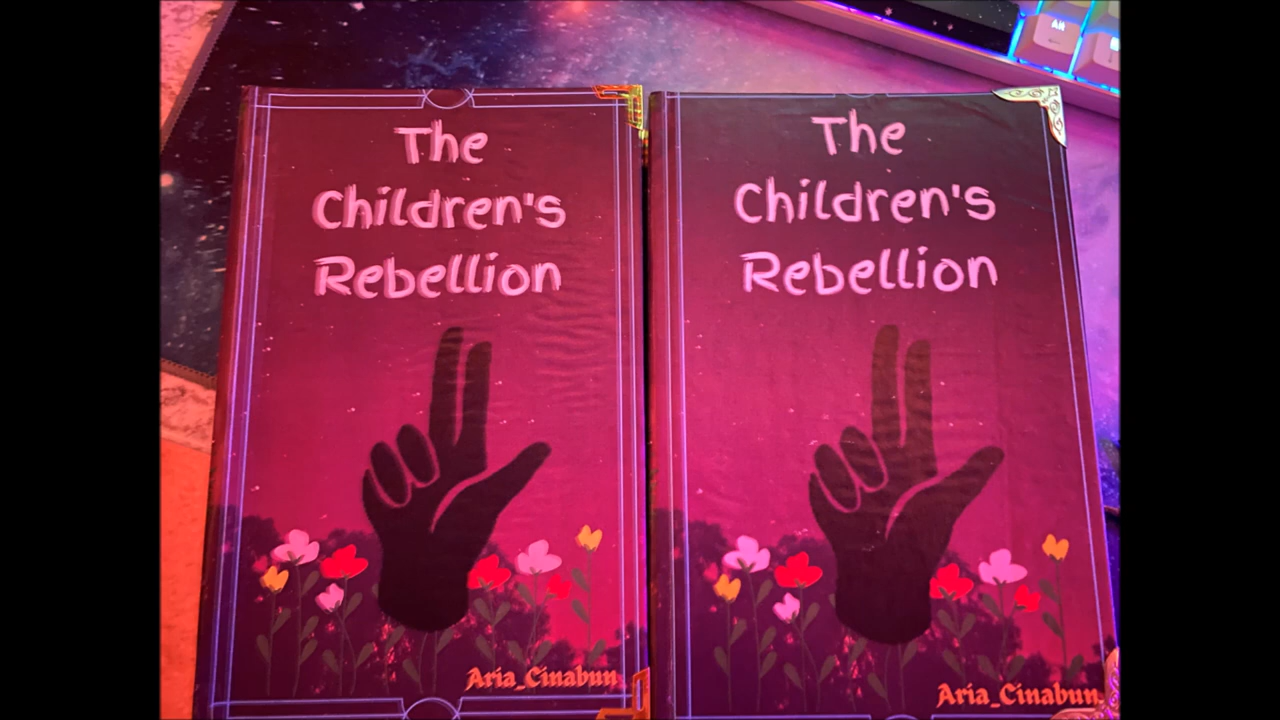 The
Children's
Rebellion
Aria_Cinabun
The
Children's
Rebellion
Aria_Cinabun